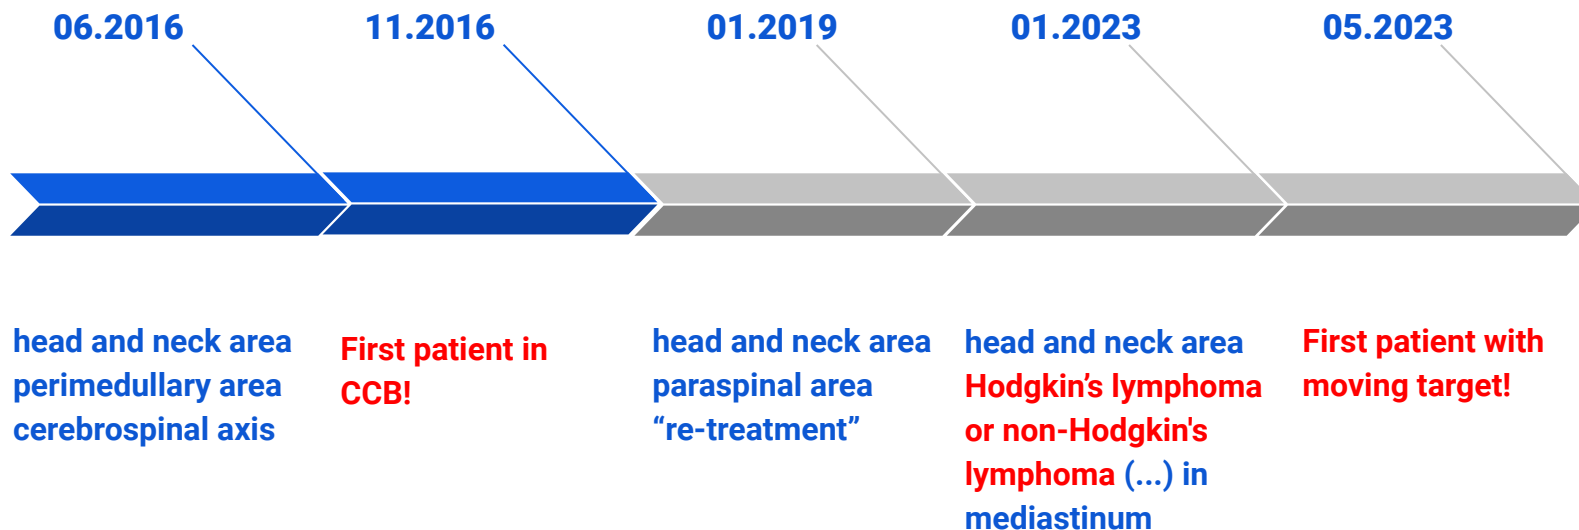 06.2016
11.2016
01.2019
01.2023
05.2023
head and neck area
perimedullary area
cerebrospinal axis
First patient in
CCB!
head and neck area
paraspinal area
“re-treatment”
head and neck area
Hodgkin’s lymphoma
or non-Hodgkin's
lymphoma (...) in
mediastinum
First patient with
moving target!